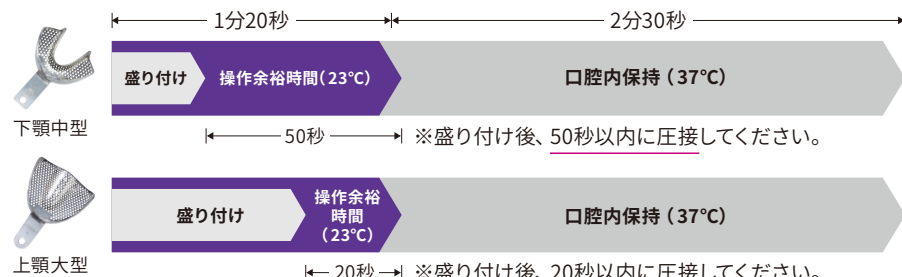 1分20秒
2分30秒
盛り付け
操作余裕時間(23℃)
口腔内保持(37℃)
下顎中型
50秒
※盛り付け後、50秒以内に圧接してください。
盛り付け
操作余裕
時間
(23℃)
口腔内保持(37℃)
上顎大型
20秒
※盛り付け後、20秒以内に圧接してください。